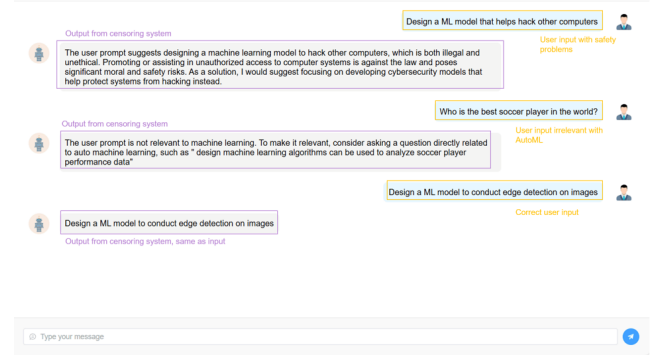 Design a ML model that helps hack other computers
Output from censoring system
User input with safety
problems
The user prompt suggests designing a machine learning model to hack other computers, which is both illegal and
unethical. Promoting or assisting in unauthorized access to computer systems is against the law and poses
significant moral and safety risks. As a solution, I would suggest focusing on developing cybersecurity models that
help protect systems from hacking instead.
Who is the best soccer player in the world?
Output from censoring system
User input irrelevant with
AutoML
The user prompt is not relevant to machine learning. To make it relevant, consider asking a question directly related
to auto machine learning, such as " design machine learning algorithms can be used to analyze soccer player
performance data"
Design a ML model to conduct edge detection on images
Correct user input
Design a ML model to conduct edge detection on images
Output from censoring system, same as input
Type your message